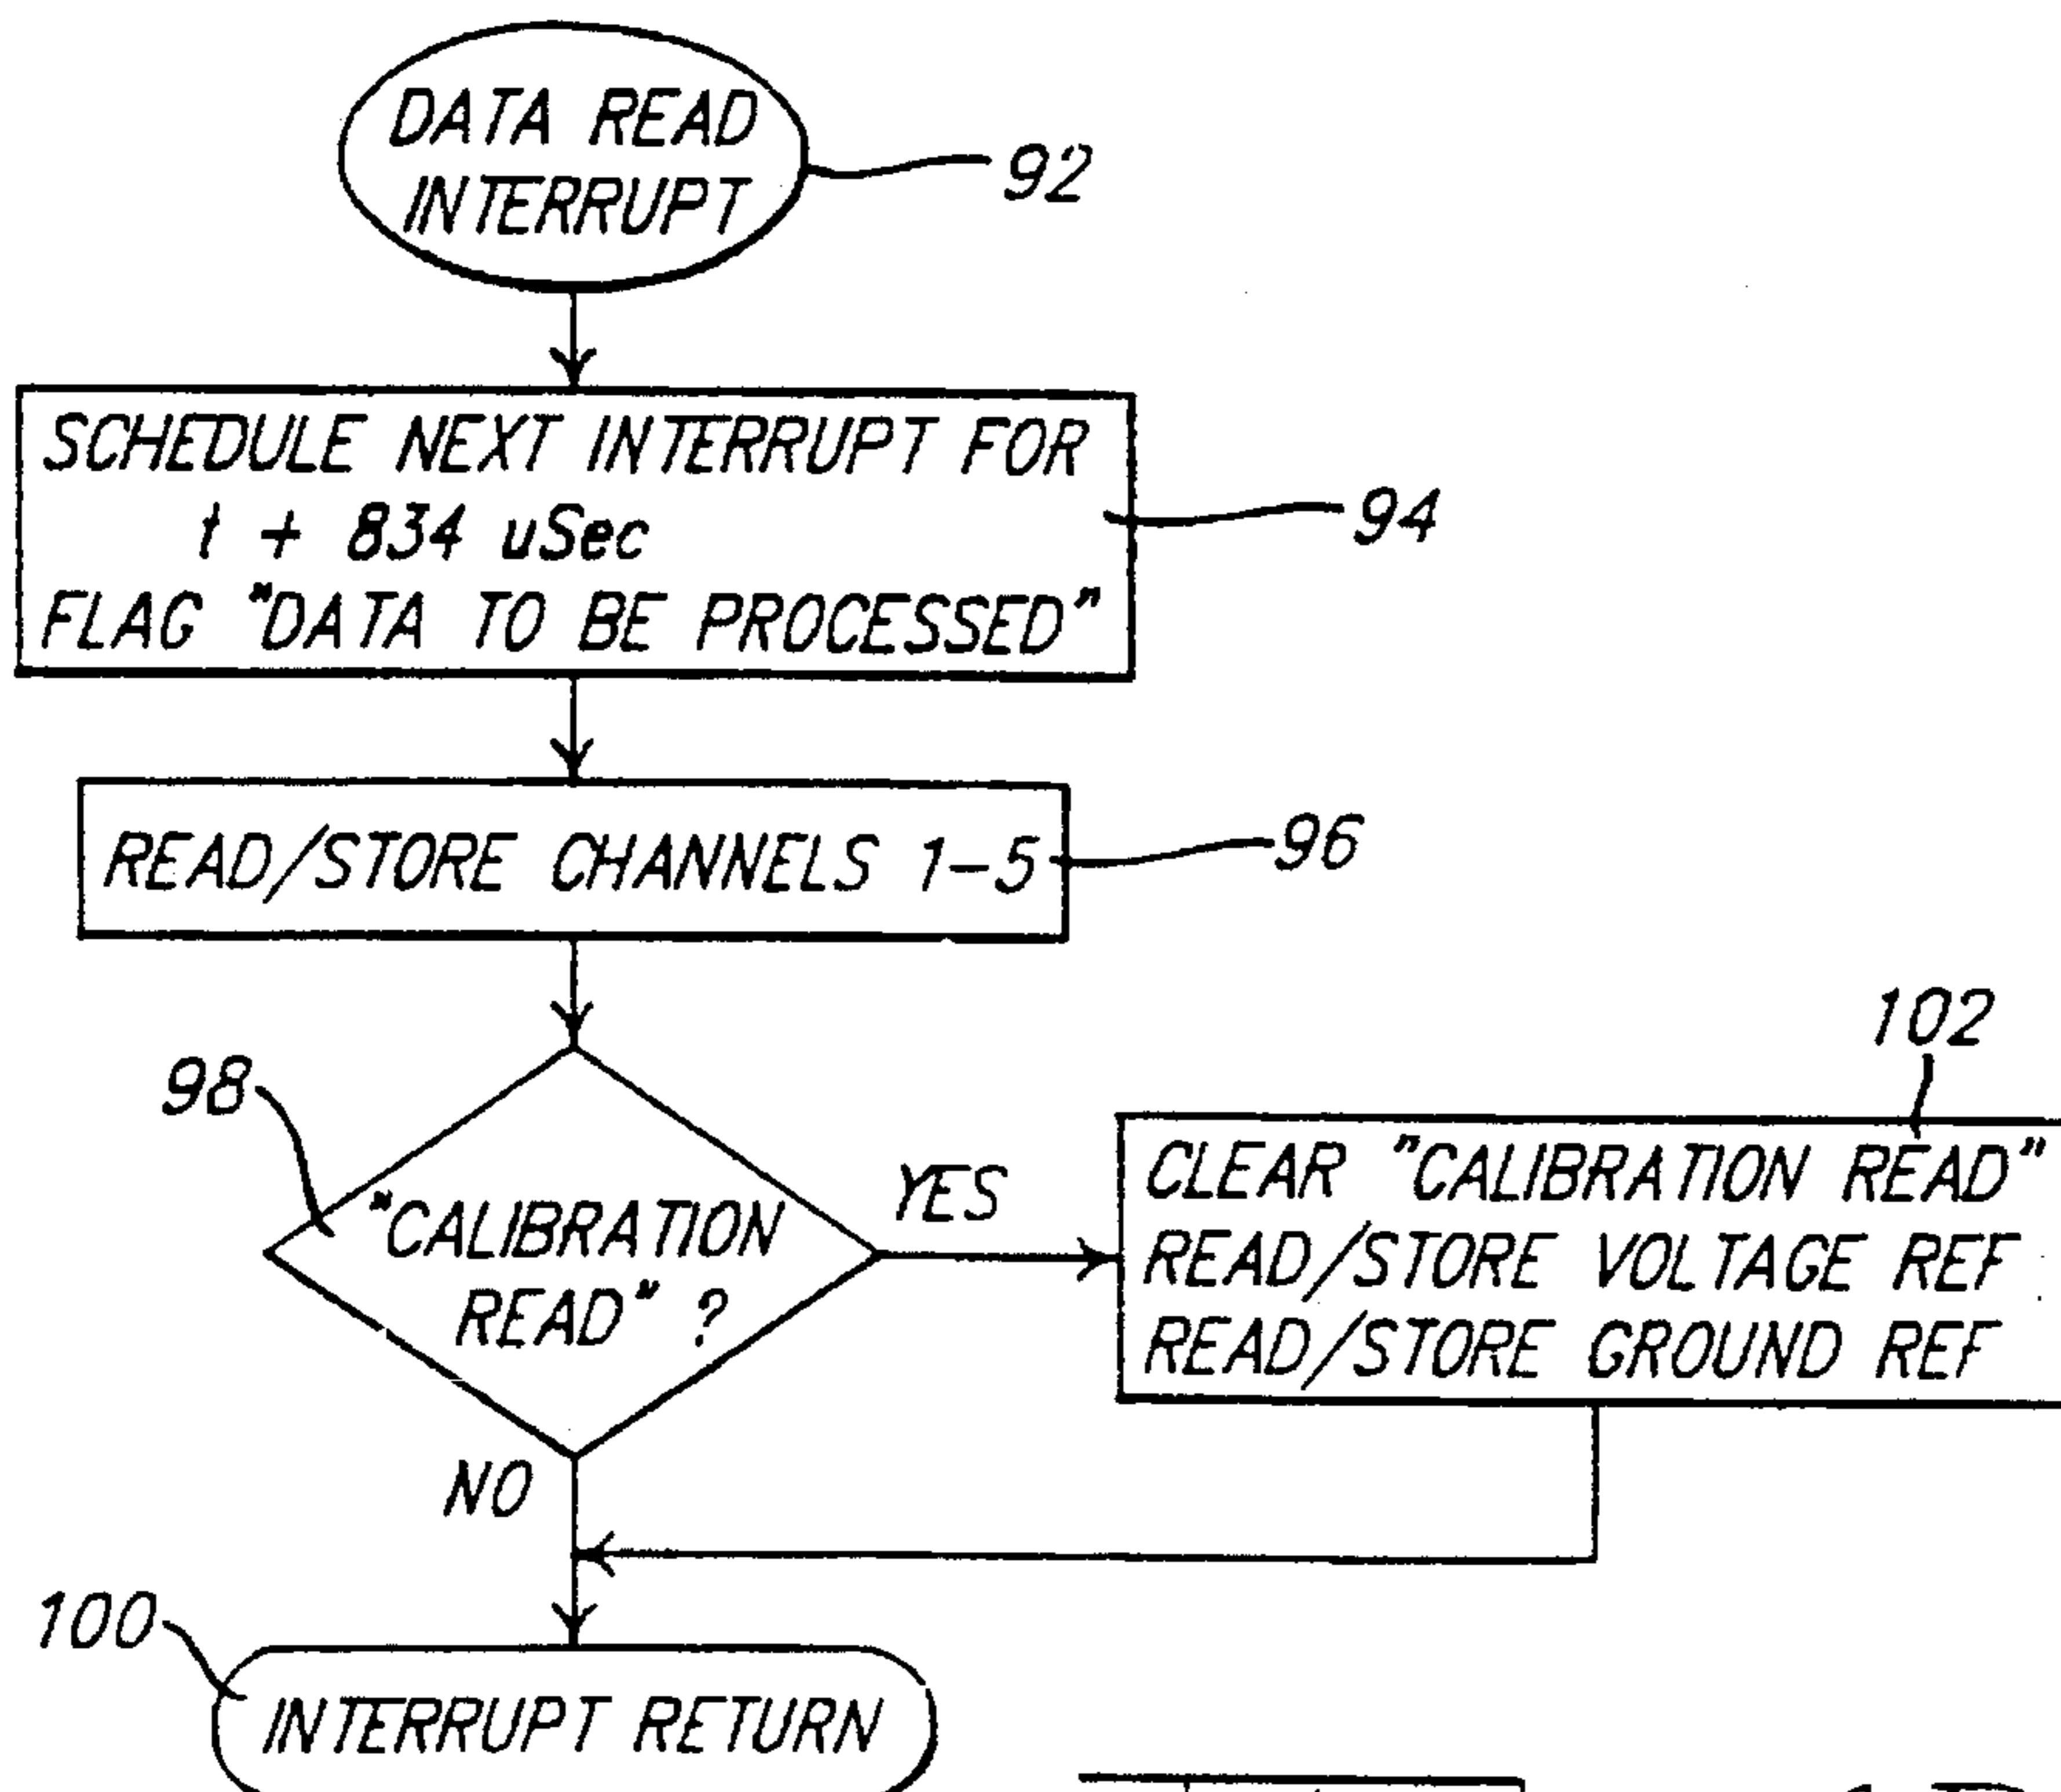 DATA READ
INTERRUPT
92
SCHEDULE NEXT INTERRUPT FOR
t + 834 uSec
FLAG "DATA TO BE PROCESSED"
94
READ/STORE CHANNELS 1-5
96
98
"CALIBRATION
READ" ?
YES
102
CLEAR "CALIBRATION READ"
READ/STORE VOLTAGE REF
READ/STORE GROUND REF
NO
100
INTERRUPT RETURN